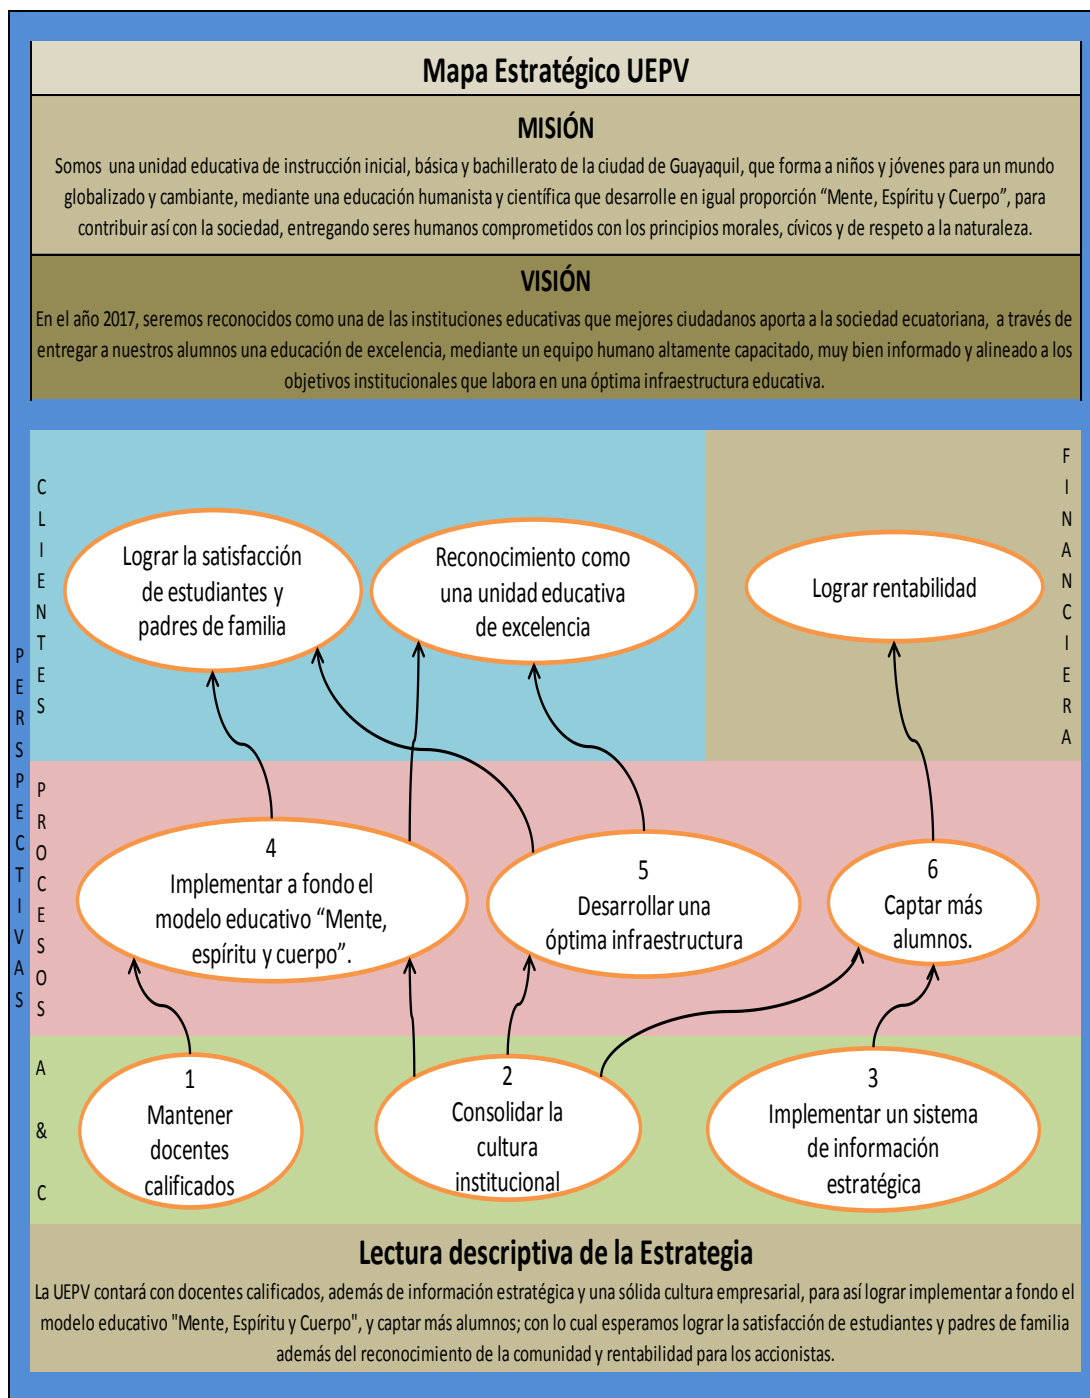 Mapa Estratégico UEPV
MISIÓN
Somos una unidad educativa de instrucción inicial, básica y bachillerato de la ciudad de Guayaquil, que forma a niños y jóvenes para un mundo
globalizado y cambiante, mediante una educación humanista y científica que desarrolle en igual proporción “Mente, Espíritu y Cuerpo”, para
contribuir así con la sociedad, entregando seres humanos comprometidos con los principios morales, cívicos y de respeto a la naturaleza.
VISIÓN
En el año 2017, seremos reconocidos como una de las instituciones educativas que mejores ciudadanos aporta a la sociedad ecuatoriana, a través de
entregar a nuestros alumnos una educación de excelencia, mediante un equipo humano altamente capacitado, muy bien informado y alineado a los
objetivos institucionales que labora en una óptima infraestructura educativa.
PERSPECTIVAS
CLIENTES
Lograr la satisfacción
de estudiantes y
padres de familia
Reconocimiento como
una unidad educativa
de excelencia
FINANCIERA
Lograr rentabilidad
PROCESOS
4
Implementar a fondo el
modelo educativo “Mente,
espíritu y cuerpo”.
5
Desarrollar una
óptima infraestructura
6
Captar más
alumnos.
A & C
1
Mantener
docentes
calificados
2
Consolidar la
cultura
institucional
3
Implementar un sistema
de información
estratégica
Lectura descriptiva de la Estrategia
La UEPV contará con docentes calificados, además de información estratégica y una sólida cultura empresarial, para así lograr implementar a fondo el
modelo educativo "Mente, Espíritu y Cuerpo", y captar más alumnos; con lo cual esperamos lograr la satisfacción de estudiantes y padres de familia
además del reconocimiento de la comunidad y rentabilidad para los accionistas.